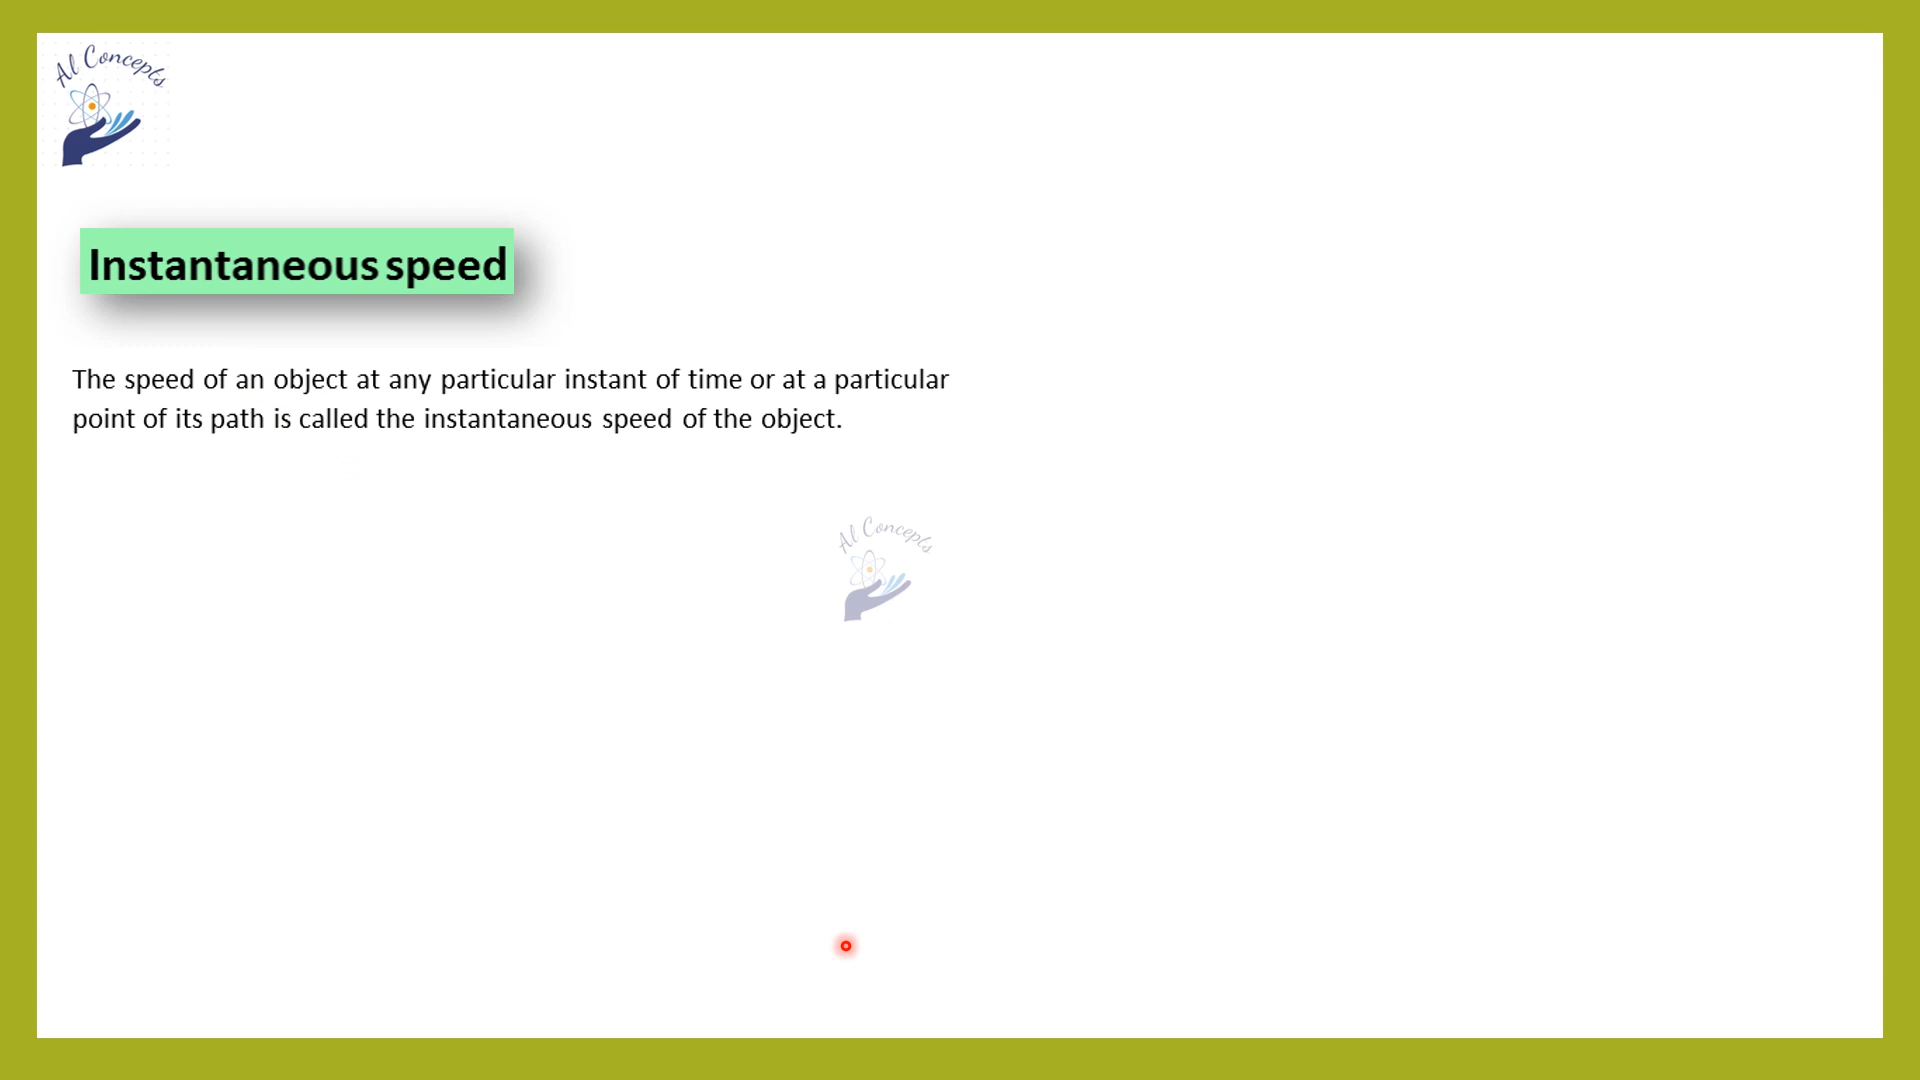 Al Concepts
Instantaneous speed
The speed of an object at any particular instant of time or at a particular
point of its path is called the instantaneous speed of the object.
Al Concepts